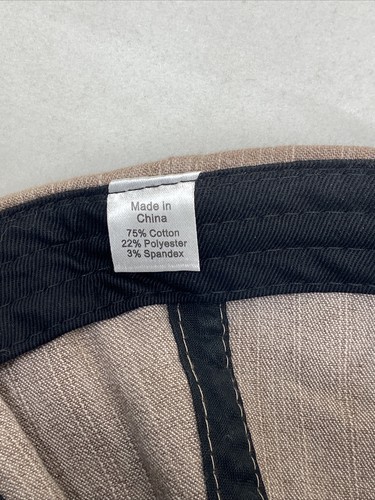 Made in
China
75% Cotton
22% Polyester
3% Spandex